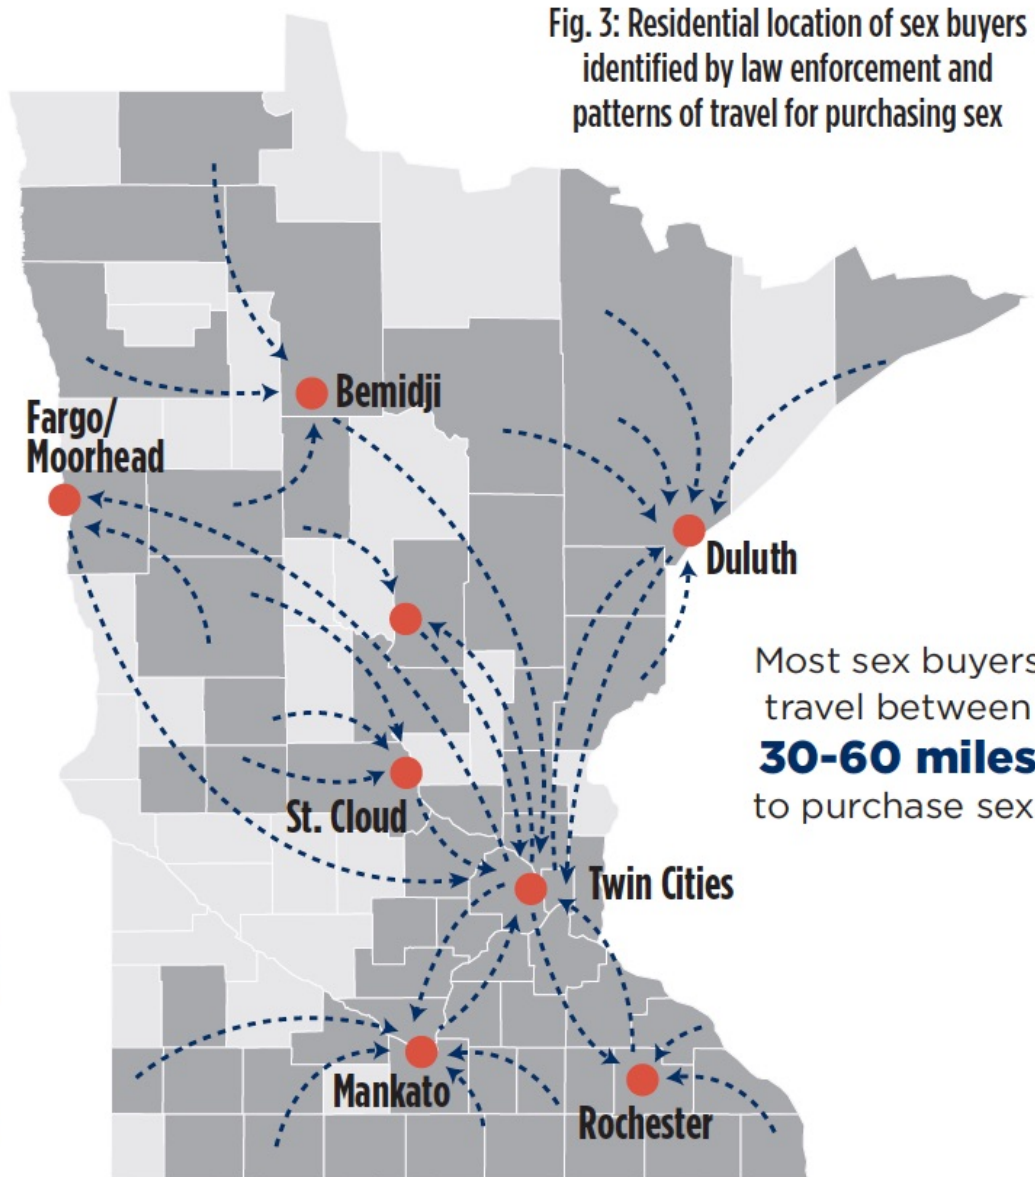 Fig. 3: Residential location of sex buyers
identified by law enforcement and
patterns of travel for purchasing sex
Bemidji
Fargo/
Moorhead
Duluth
Most sex buyers
travel between
30-60 miles
to purchase sex
St. Cloud
Twin Cities
Mankato
Rochester